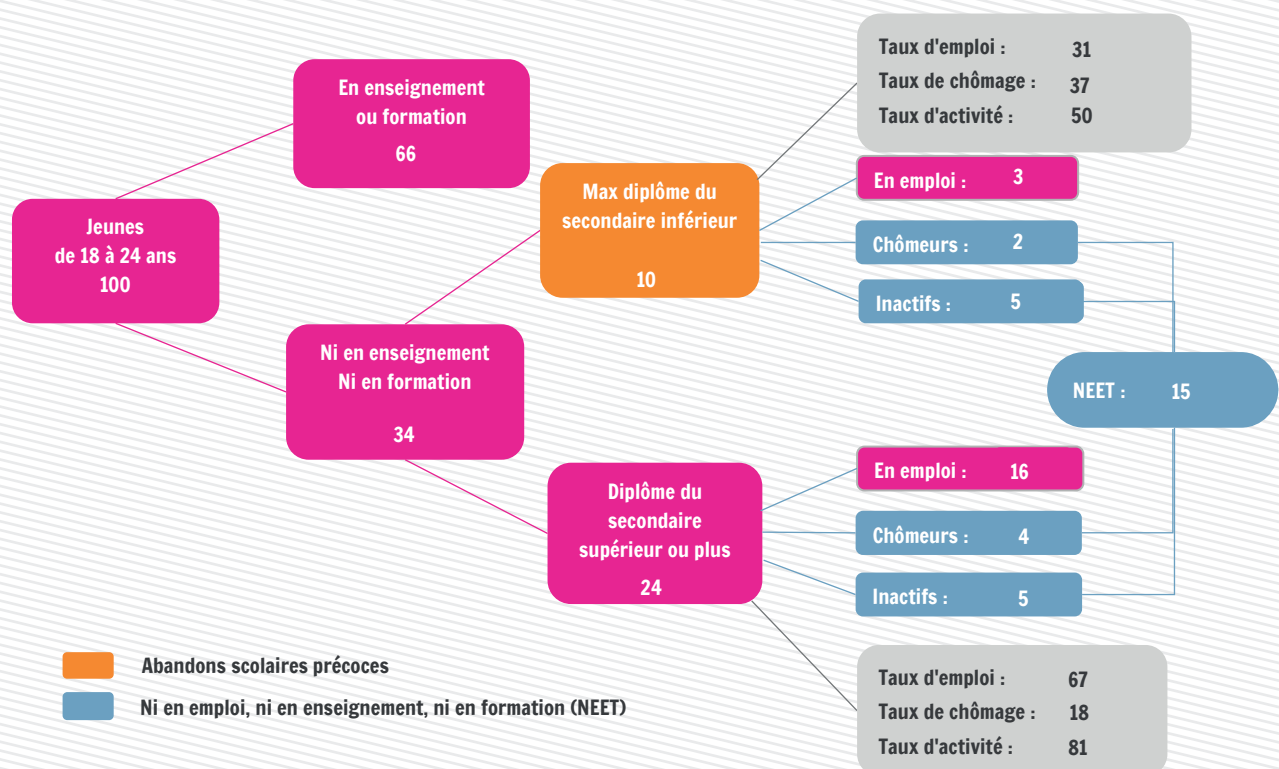 Jeunes
de 18 à 24 ans
100
En enseignement
ou formation
66
Ni en enseignement
Ni en formation
34
Max diplôme du
secondaire inférieur
10
Diplôme du
secondaire
supérieur ou plus
24
Taux d'emploi : 31
Taux de chômage : 37
Taux d'activité : 50
En emploi : 3
Chômeurs : 2
Inactifs : 5
NEET : 15
En emploi : 16
Chômeurs : 4
Inactifs : 5
Taux d'emploi : 67
Taux de chômage : 18
Taux d'activité : 81
Abandons scolaires précoces
Ni en emploi, ni en enseignement, ni en formation (NEET)